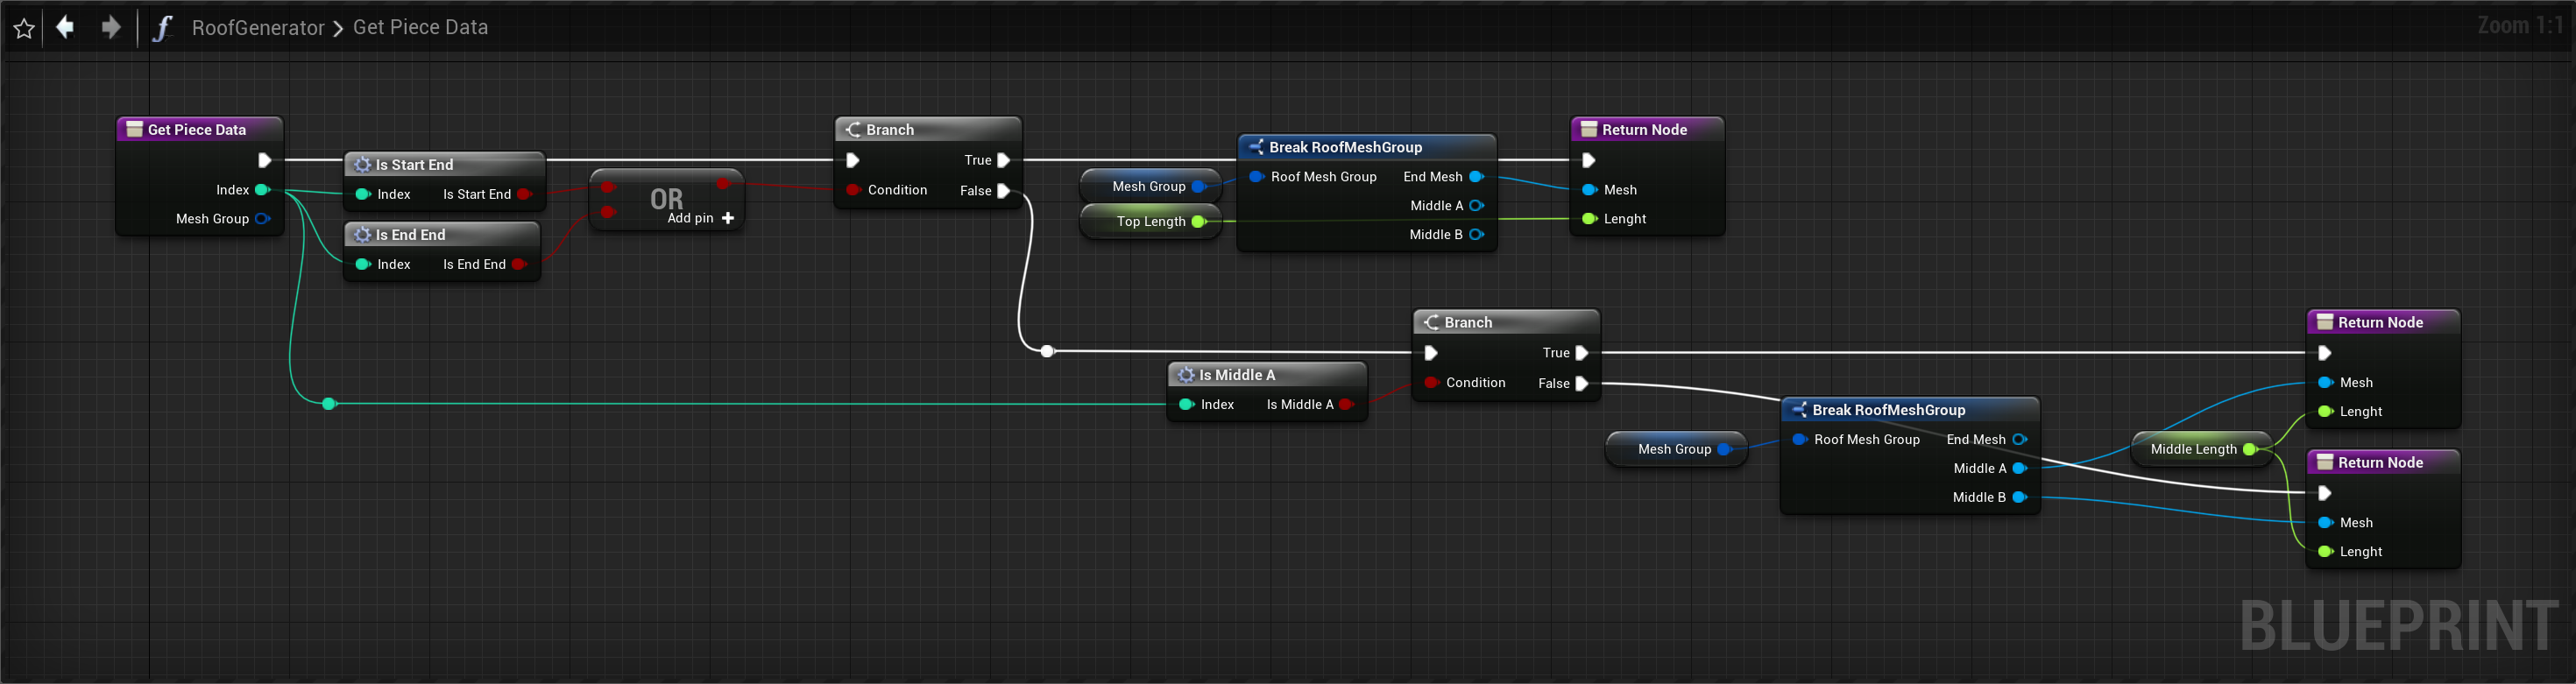 RoofGenerator > Get Piece Data
Zoom 1:1
Get Piece Data
Index
Mesh Group
Is Start End
Index Is Start End
Is End End
Index Is End End
OR
Add pin +
Branch
True
Condition False
Mesh Group
Top Length
Break RoofMeshGroup
Roof Mesh Group End Mesh
Middle A
Middle B
Return Node
Mesh
Lenght
Is Middle A
Index Is Middle A
Branch
True
Condition False
Mesh Group
Break RoofMeshGroup
Roof Mesh Group End Mesh
Middle A
Middle B
Middle Length
Return Node
Mesh
Lenght
Return Node
Mesh
Lenght
BLUEPRINT